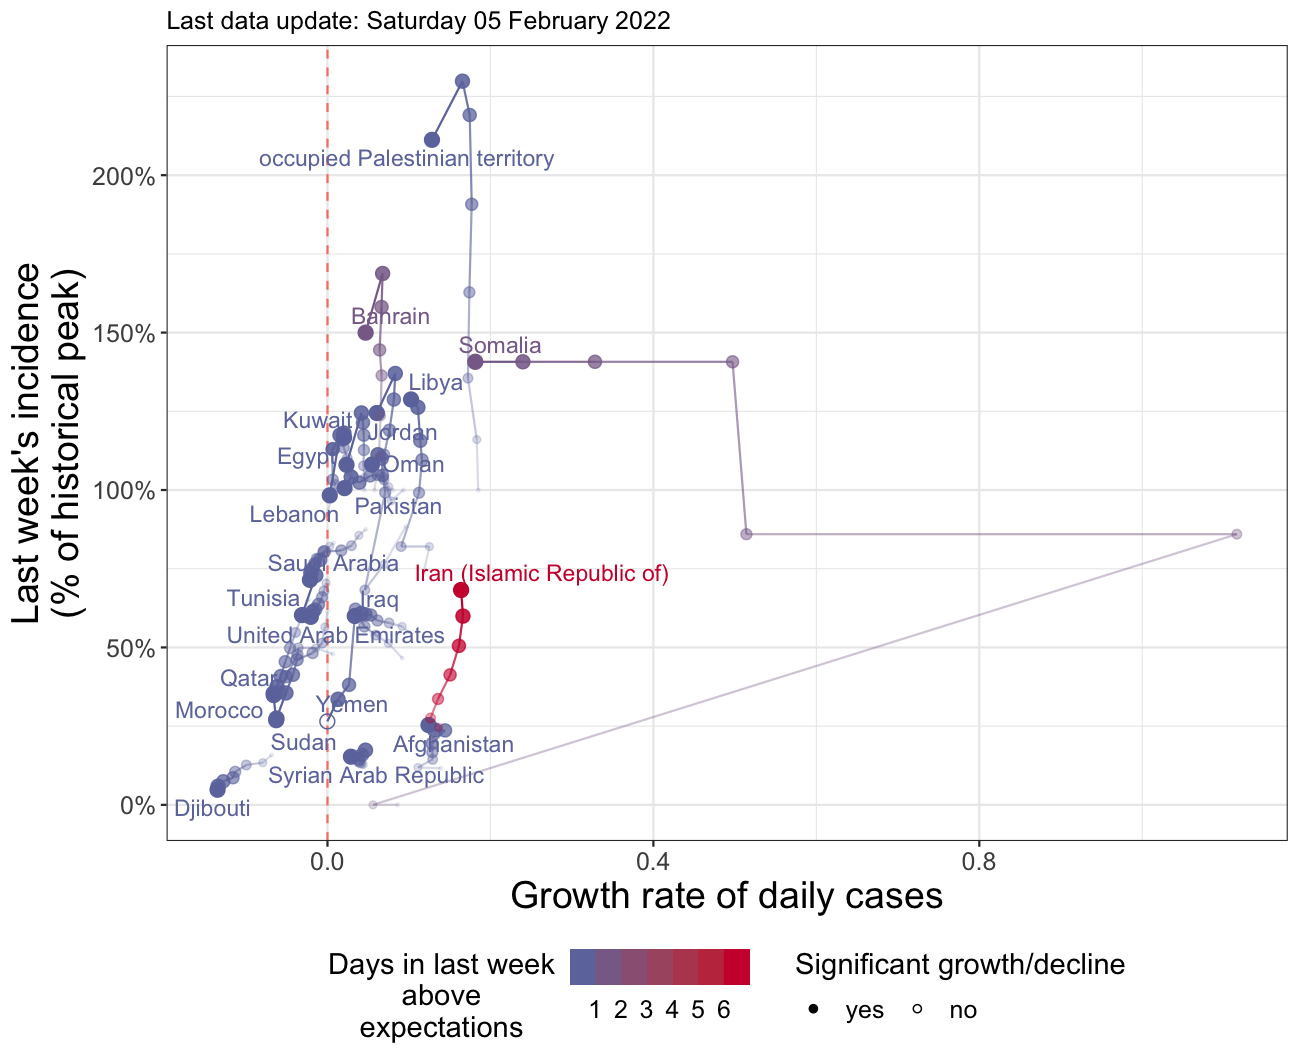 Last data update: Saturday 05 February 2022
Last week's incidence
(% of historical peak)
200%
150%
100%
50%
0%
occupied Palestinian territory
Bahrain
Somalia
Libya
Kuwait
Jordan
Egypt
Oman
Pakistan
Lebanon
Saudi Arabia
Iran (Islamic Republic of)
Tunisia
Iraq
United Arab Emirates
Qatar
Morocco
Yemen
Sudan
Afghanistan
Syrian Arab Republic
Djibouti
0.0
0.4
0.8
Growth rate of daily cases
Days in last week
above
expectations
1 2 3 4 5 6
Significant growth/decline
yes
no